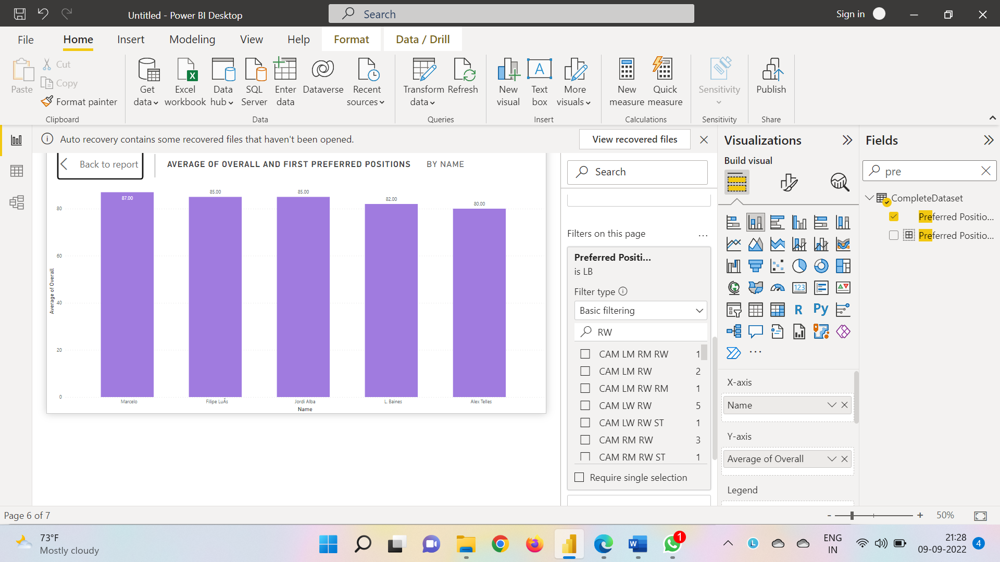 Untitled - Power BI Desktop
Search
Sign in
File
Home
Insert
Modeling
View
Help
Format
Data / Drill
Paste
Cut
Copy
Format painter
Clipboard
Get data
Excel workbook
Data hub
SQL Server
Enter data
Dataverse
Recent sources
Data
Transform data
Refresh
Queries
New visual
A
Text box
More visuals
Insert
New measure
Quick measure
Calculations
Sensitivity
Sensitivity
Publish
Share
Auto recovery contains some recovered files that haven't been opened.
View recovered files
Back to report
AVERAGE OF OVERALL AND FIRST PREFERRED POSITIONS
BY NAME
87.00
85.00
85.00
82.00
80.00
80
60
40
20
0
Average of Overall
Marcelo
Filipe LuÃs
Jordi Alba
L. Baines
Alex Telles
Name
Search
Filters on this page
...
Preferred Positi...
is LB
Filter type
Basic filtering
RW
CAM LM RM RW 1
CAM LM RW 2
CAM LM RW RM 1
CAM LW RW 5
CAM LW RW ST 1
CAM RM RW 3
CAM RM RW ST 1
Require single selection
Visualizations
Build visual
123
R
Py
...
X-axis
Name
Y-axis
Average of Overall
Legend
Fields
pre
CompleteDataset
Preferred Positio...
Preferred Positio...
Page 6 of 7
- + 50%
73°F
Mostly cloudy
W
1
L
ENG
IN
21:28
09-09-2022
4